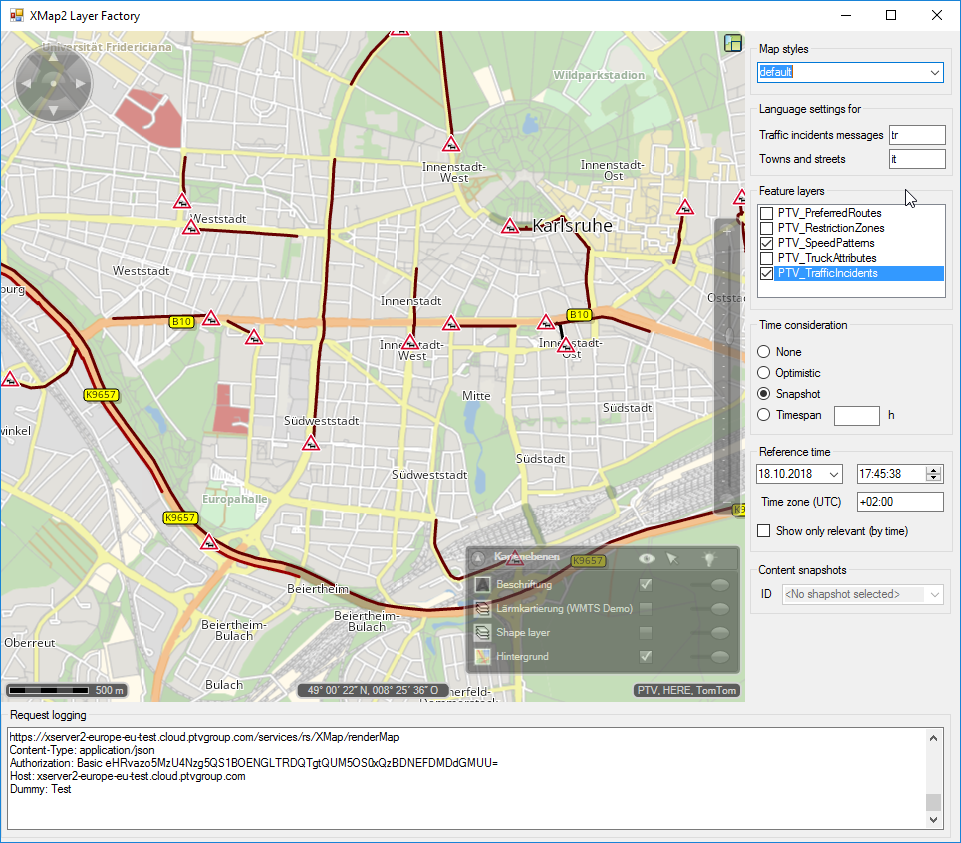 XMap2 Layer Factory
Universität Fridericiana
Wildparkstadion
Innenstadt-
West
Innenstadt-
Ost
Weststadt
Karlsruhe
Weststadt
burg
Innenstadt
Oststa
B10
B10
Innenstadt-
West
Innenstadt-
Ost
K9657
Mitte
Südstadt
Südweststadt
winkel
Südstadt
Südweststadt
Europahalle
K9657
K9
Beiertheim
Beiertheim-
Bulach
Beiertheim-
Bulach
Oberreut
Bulach
K9657
Kartenebenen
Beschriftung
Lärmkartierung (WMTS Demo)
Shape layer
Hintergrund
500 m
49° 00´ 22˝ N, 008° 25´ 36˝ O
PTV, HERE, TomTom
Map styles
default
Language settings for
Traffic incidents messages tr
Towns and streets it
Feature layers
PTV_PreferredRoutes
PTV_RestrictionZones
PTV_SpeedPatterns
PTV_TruckAttributes
PTV_TrafficIncidents
Time consideration
None
Optimistic
Snapshot
Timespan h
Reference time
18.10.2018 17:45:38
Time zone (UTC) +02:00
Show only relevant (by time)
Content snapshots
ID <No shapshot selected>
Request logging
https://xserver2-europe-eu-test.cloud.ptvgroup.com/services/rs/XMap/renderMap
Content-Type: application/json
Authorization: Basic eHRvazo5MzU4Nzg5QS1BOENGLTRDQTgtQUM5OS0xQzBDNEFDMDdGMUU=
Host: xserver2-europe-eu-test.cloud.ptvgroup.com
Dummy: Test